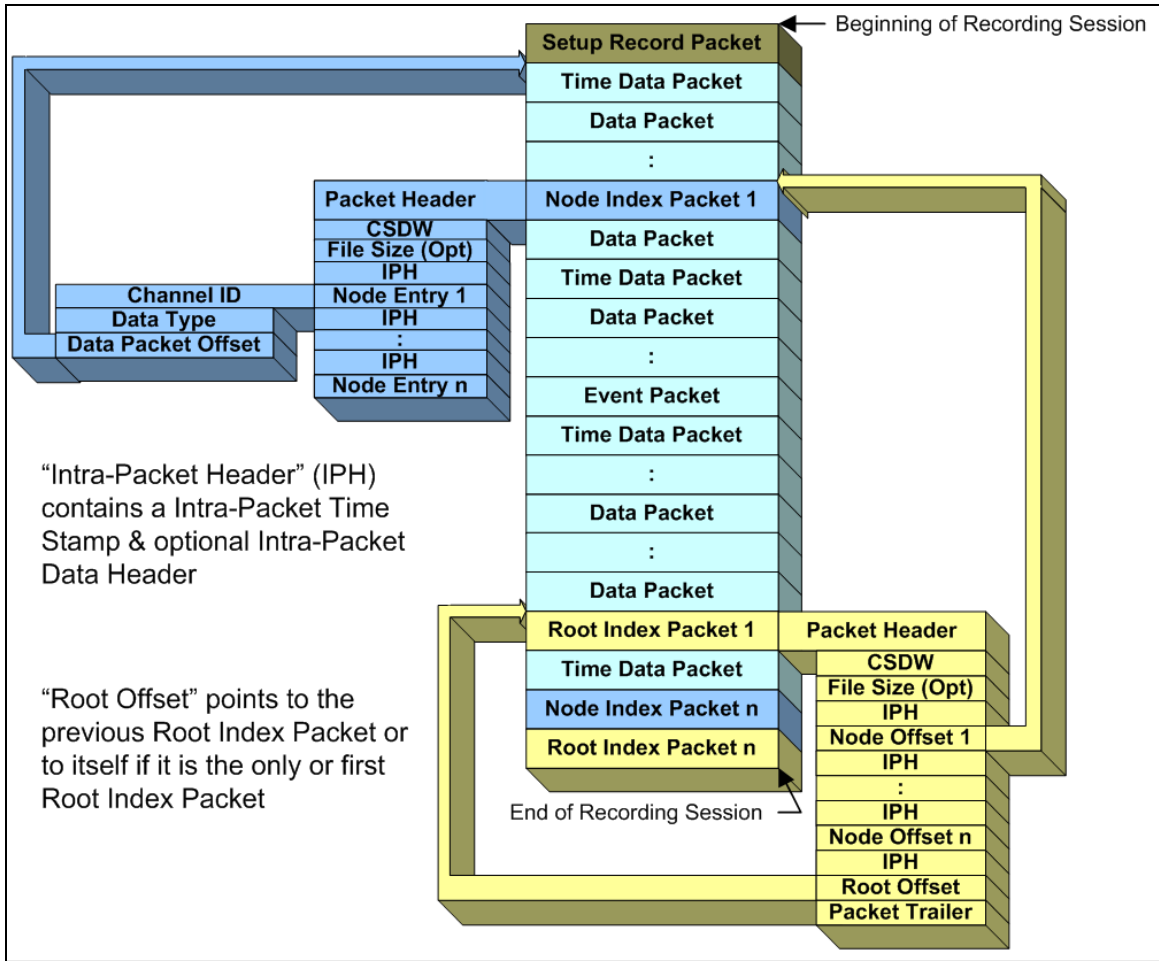 Beginning of Recording Session
Setup Record Packet
Time Data Packet
Data Packet
:
Node Index Packet 1
Data Packet
Time Data Packet
Data Packet
:
Event Packet
Time Data Packet
:
Data Packet
:
Data Packet
Root Index Packet 1
Time Data Packet
Node Index Packet n
Root Index Packet n
End of Recording Session
Packet Header
CSDW
File Size (Opt)
IPH
Node Entry 1
IPH
:
IPH
Node Entry n
Channel ID
Data Type
Data Packet Offset
“Intra-Packet Header” (IPH)
contains a Intra-Packet Time
Stamp & optional Intra-Packet
Data Header
“Root Offset” points to the
previous Root Index Packet or
to itself if it is the only or first
Root Index Packet
Packet Header
CSDW
File Size (Opt)
IPH
Node Offset 1
IPH
:
IPH
Node Offset n
IPH
Root Offset
Packet Trailer